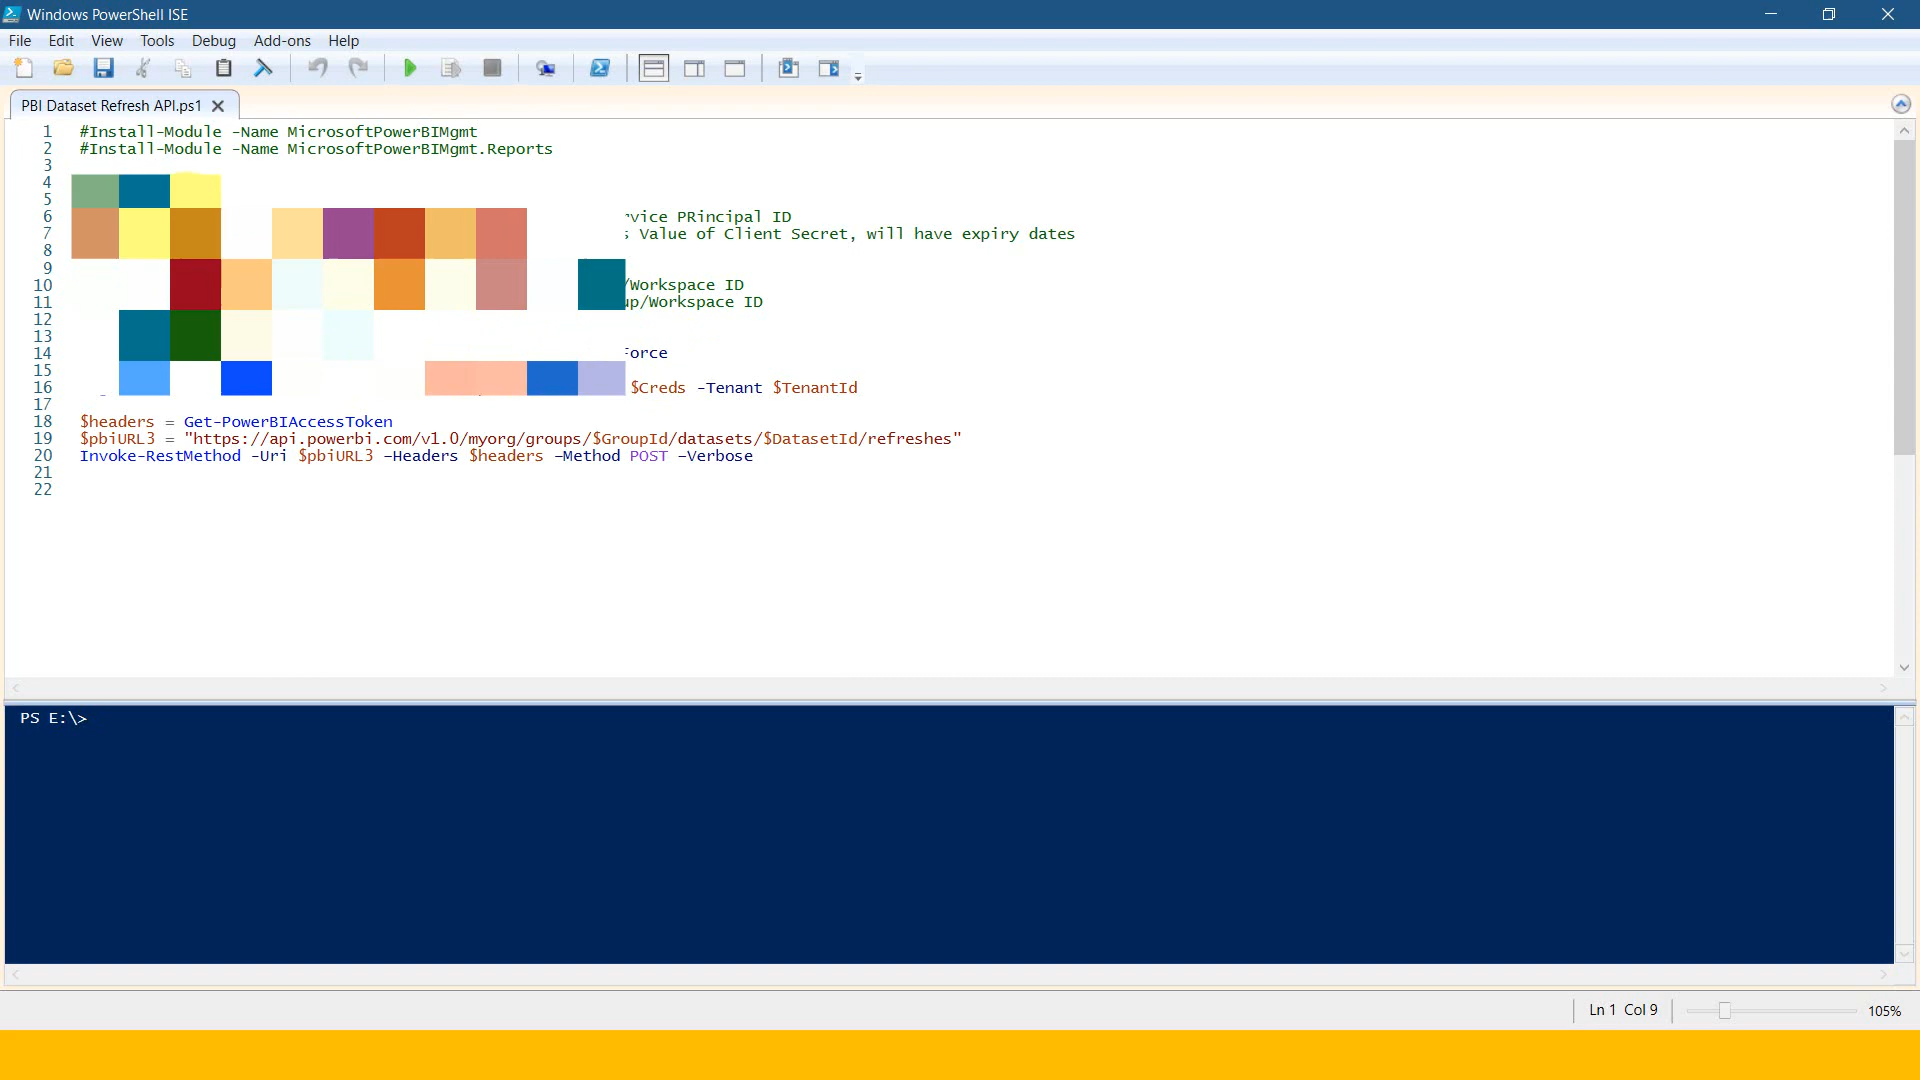 Windows PowerShell ISE
File Edit View Tools Debug Add-ons Help
PBI Dataset Refresh API.ps1
1 #Install-Module -Name MicrosoftPowerBIMgmt
2 #Install-Module -Name MicrosoftPowerBIMgmt.Reports
3
4
5
6 PRincipal ID
7 Value of Client Secret, will have expiry dates
8
9
10 /Workspace ID
11 /Workspace ID
12
13
14
15
16 $Creds -Tenant $TenantId
17
18 $headers = Get-PowerBIAccessToken
19 $pbiURL3 = "https://api.powerbi.com/v1.0/myorg/groups/$GroupId/datasets/$DatasetId/refreshes"
20 Invoke-RestMethod -Uri $pbiURL3 -Headers $headers -Method POST -Verbose
21
22
PS E:\>
Ln 1 Col 9 105%